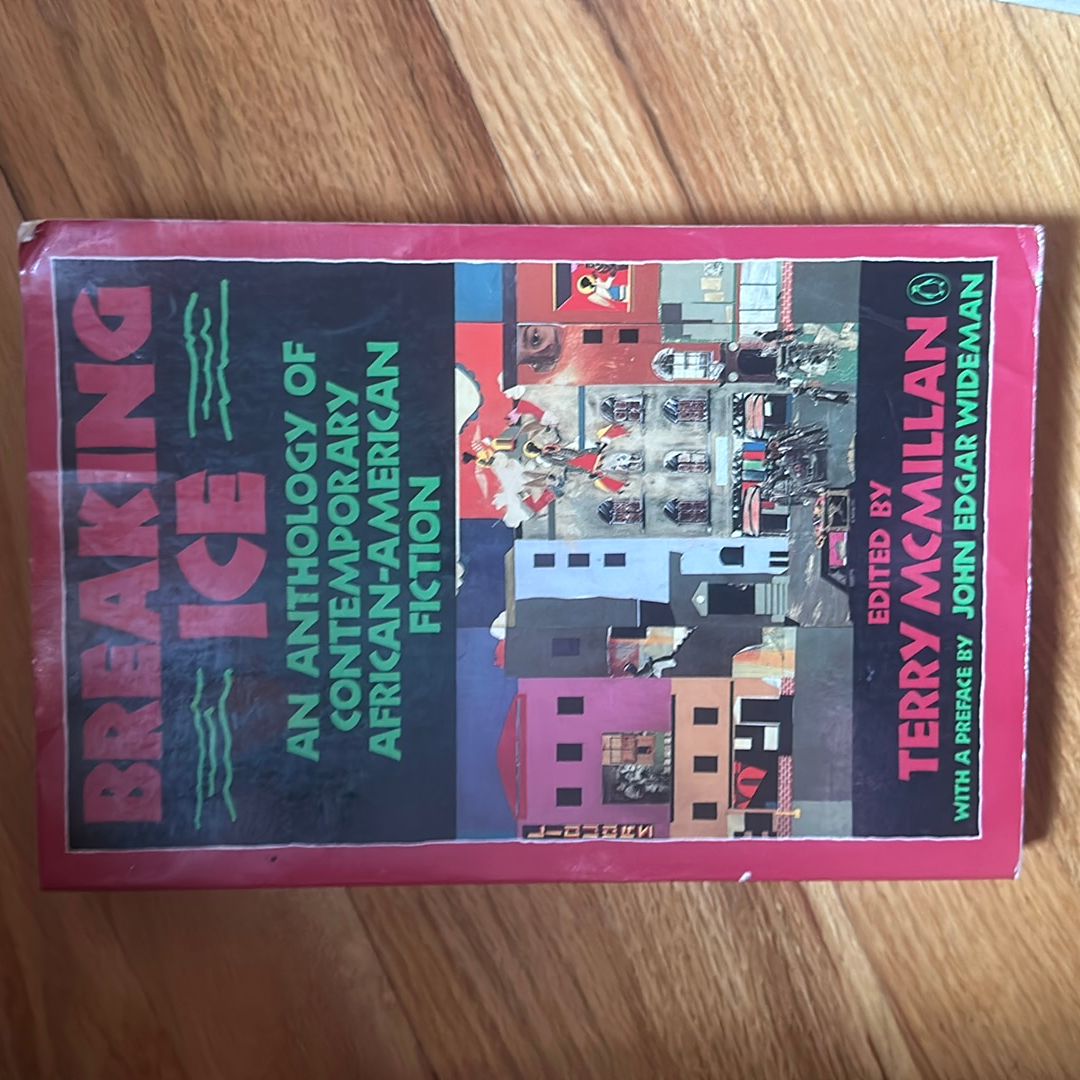 BREAKING
ICE
AN ANTHOLOGY OF
CONTEMPORARY
AFRICAN-AMERICAN
FICTION
LIQUORS
EDITED BY
TERRY MCMILLAN
WITH A PREFACE BY JOHN EDGAR WIDEMAN